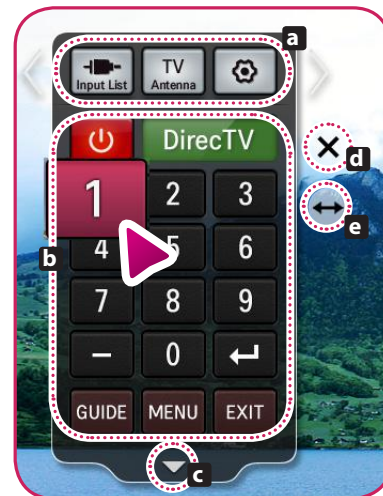 a
Input List
TV
Antenna
DirecTV
d
1 2 3
e
b
4 5 6
7 8 9
– 0
GUIDE MENU EXIT
c